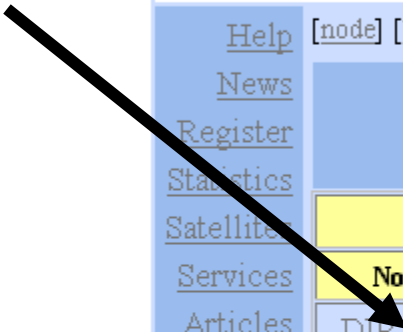 Help [node] [
News
Register
Statistics
Satellites
Services
No
Articles